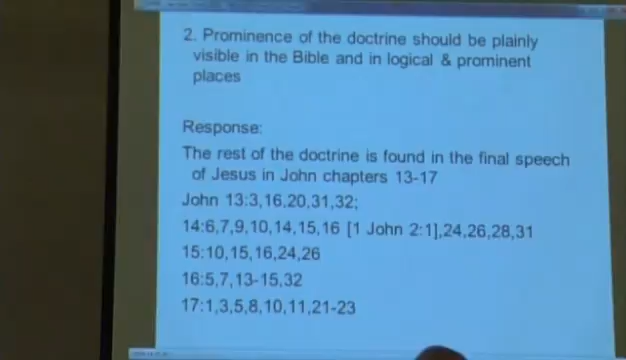 2. Prominence of the doctrine should be plainly
visible in the Bible and in logical & prominent
places
Response:
The rest of the doctrine is found in the final speech
of Jesus in John chapters 13-17
John 13:3,16,20,31,32;
14:6,7,9,10,14,15,16 [1 John 2:1],24,26,28,31
15:10,15,16,24,26
16:5,7,13-15,32
17:1,3,5,8,10,11,21-23